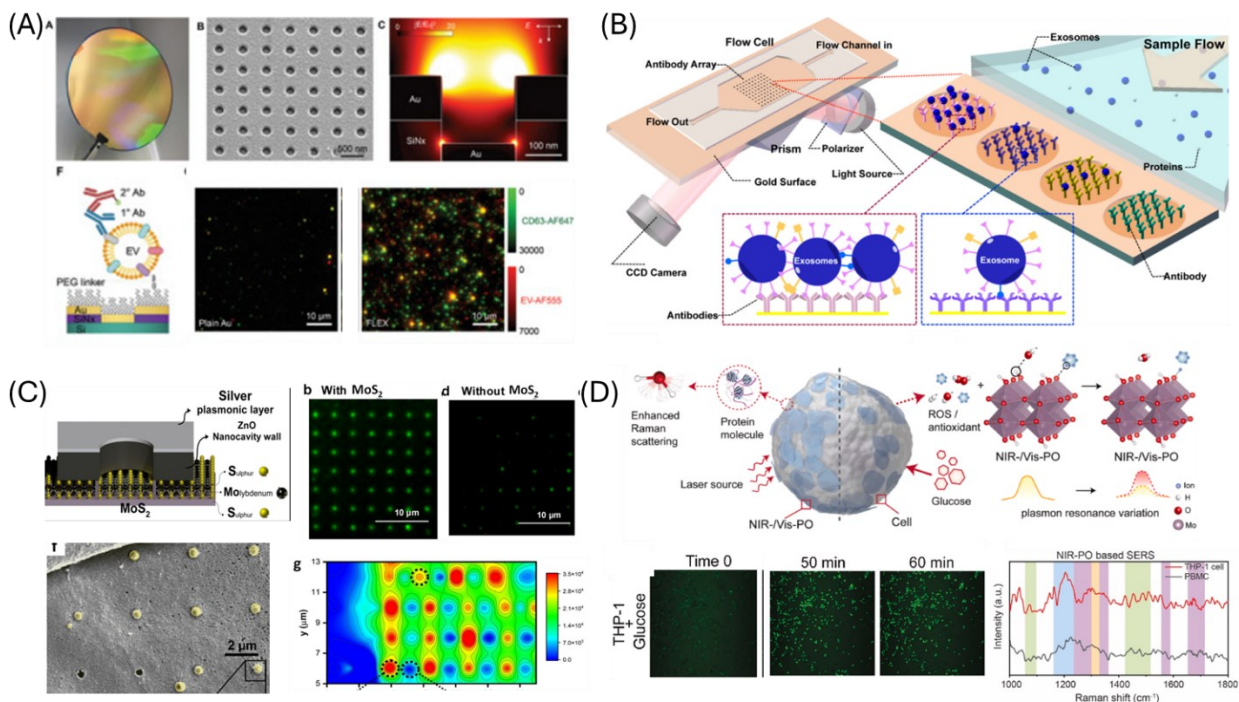 (A)
A
B
500 nm
C
0
20
E
k
Au
Au
SiNx
Au
100 nm
F
2° Ab
1° Ab
EV
PEG linker
Au
SiNx
Si
Plain Au
10 µm
FLEX
10 µm
0
CD63-AF647
30000
0
EV-AF555
7000
(B)
Flow Cell
Antibody Array
Flow Channel in
Flow Out
Prism
Polarizer
Light Source
Gold Surface
CCD Camera
Exosomes
Sample Flow
Proteins
Antibody
Exosomes
Antibodies
Exosome
(C)
Silver
plasmonic layer
ZnO
Nanocavity wall
Sulphur
Molybdenum
MoS2
Sulphur
b With MoS2
10 µm
d Without MoS2
10 µm
2 µm
g
13
12
11
10
9
8
7
6
5
y (µm)
3.5×10⁴
2.8×10⁴
2.1×10⁴
1.4×10⁴
7.0×10³
0.0
(D)
Enhanced
Raman
scattering
Protein
molecule
Laser
source
NIR-/Vis-PO
Cell
Glucose
ROS /
antioxidant
+
NIR-/Vis-PO
NIR-/Vis-PO
plasmon resonance variation
Ion
H
O
Mo
THP-1
+
Glucose
Time 0
50 min
60 min
NIR-PO based SERS
THP-1 cell
PBMC
Intensity (a.u.)
1000 1200 1400 1600 1800
Raman shift (cm⁻¹)